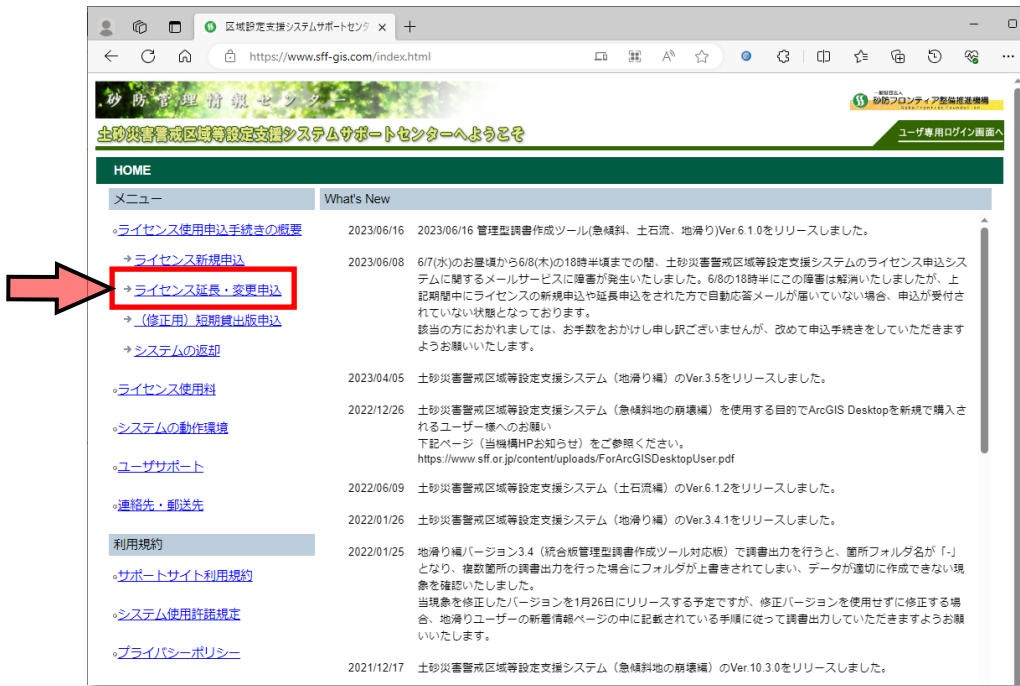 区域設定支援システムサポートセンタ
https://www.sff-gis.com/index.html
砂防管理情報センター
一般財団法人
砂防フロンティア整備推進機構
Sabo Frontier Foundation
土砂災害警戒区域等設定支援システムサポートセンターへようこそ
ユーザ専用ログイン画面へ
HOME
メニュー
ライセンス使用申込手続きの概要
ライセンス新規申込
ライセンス延長・変更申込
（修正用）短期貸出版申込
システムの返却
ライセンス使用料
システムの動作環境
ユーザサポート
連絡先・郵送先
利用規約
サポートサイト利用規約
システム使用許諾規定
プライバシーポリシー
What's New
2023/06/16 2023/06/16 管理型調書作成ツール(急傾斜、土石流、地滑り)Ver.6.1.0をリリースしました。
2023/06/08 6/7(水)のお昼頃から6/8(木)の18時半頃までの間、土砂災害警戒区域等設定支援システムのライセンス申込シス
テムに関するメールサービスに障害が発生いたしました。6/8の18時半にこの障害は解消いたしましたが、上
記期間中にライセンスの新規申込や延長申込をされた方で自動応答メールが届いていない場合、申込が受付さ
れていない状態となっております。
該当の方におかれましては、お手数をおかけし申し訳ございませんが、改めて申込手続きをしていただきます
ようお願いいたします。
2023/04/05 土砂災害警戒区域等設定支援システム（地滑り編）のVer.3.5をリリースしました。
2022/12/26 土砂災害警戒区域等設定支援システム（急傾斜地の崩壊編）を使用する目的でArcGIS Desktopを新規で購入さ
れるユーザー様へのお願い
下記ページ（当機構HPお知らせ）をご参照ください。
https://www.sff.or.jp/content/uploads/ForArcGISDesktopUser.pdf
2022/06/09 土砂災害警戒区域等設定支援システム（土石流編）のVer.6.1.2をリリースしました。
2022/01/26 土砂災害警戒区域等設定支援システム（地滑り編）のVer.3.4.1をリリースしました。
2022/01/25 地滑り編バージョン3.4（統合版管理型調書作成ツール対応版）で調書出力を行うと、箇所フォルダ名が「-」
となり、複数箇所の調書出力を行った場合にフォルダが上書きされてしまい、データが適切に作成できない現
象を確認いたしました。
当現象を修正したバージョンを1月26日にリリースする予定ですが、修正バージョンを使用せずに修正する場
合、地滑りユーザーの新着情報ページの中に記載されている手順に従って調書出力していただきますようお願
いいたします。
2021/12/17 土砂災害警戒区域等設定支援システム（急傾斜地の崩壊編）のVer.10.3.0をリリースしました。